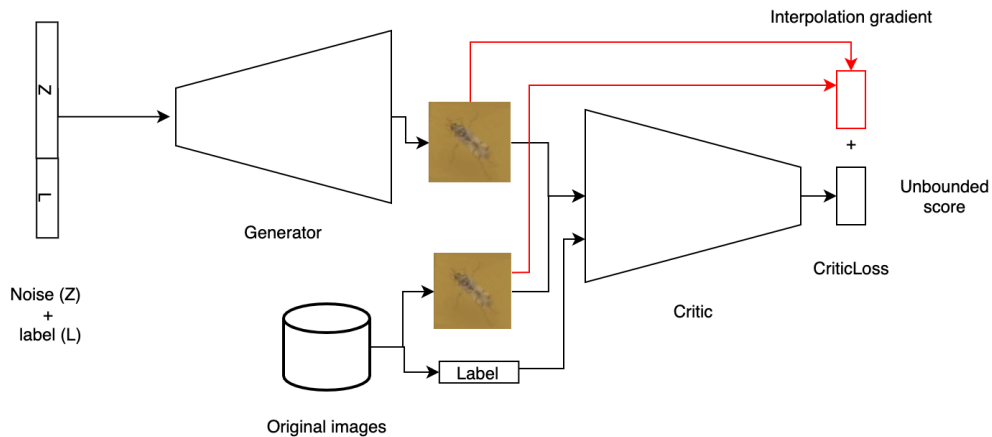 Interpolation gradient
Z
L
+
Generator
Unbounded
score
CriticLoss
Noise (Z)
+
label (L)
Critic
Label
Original images